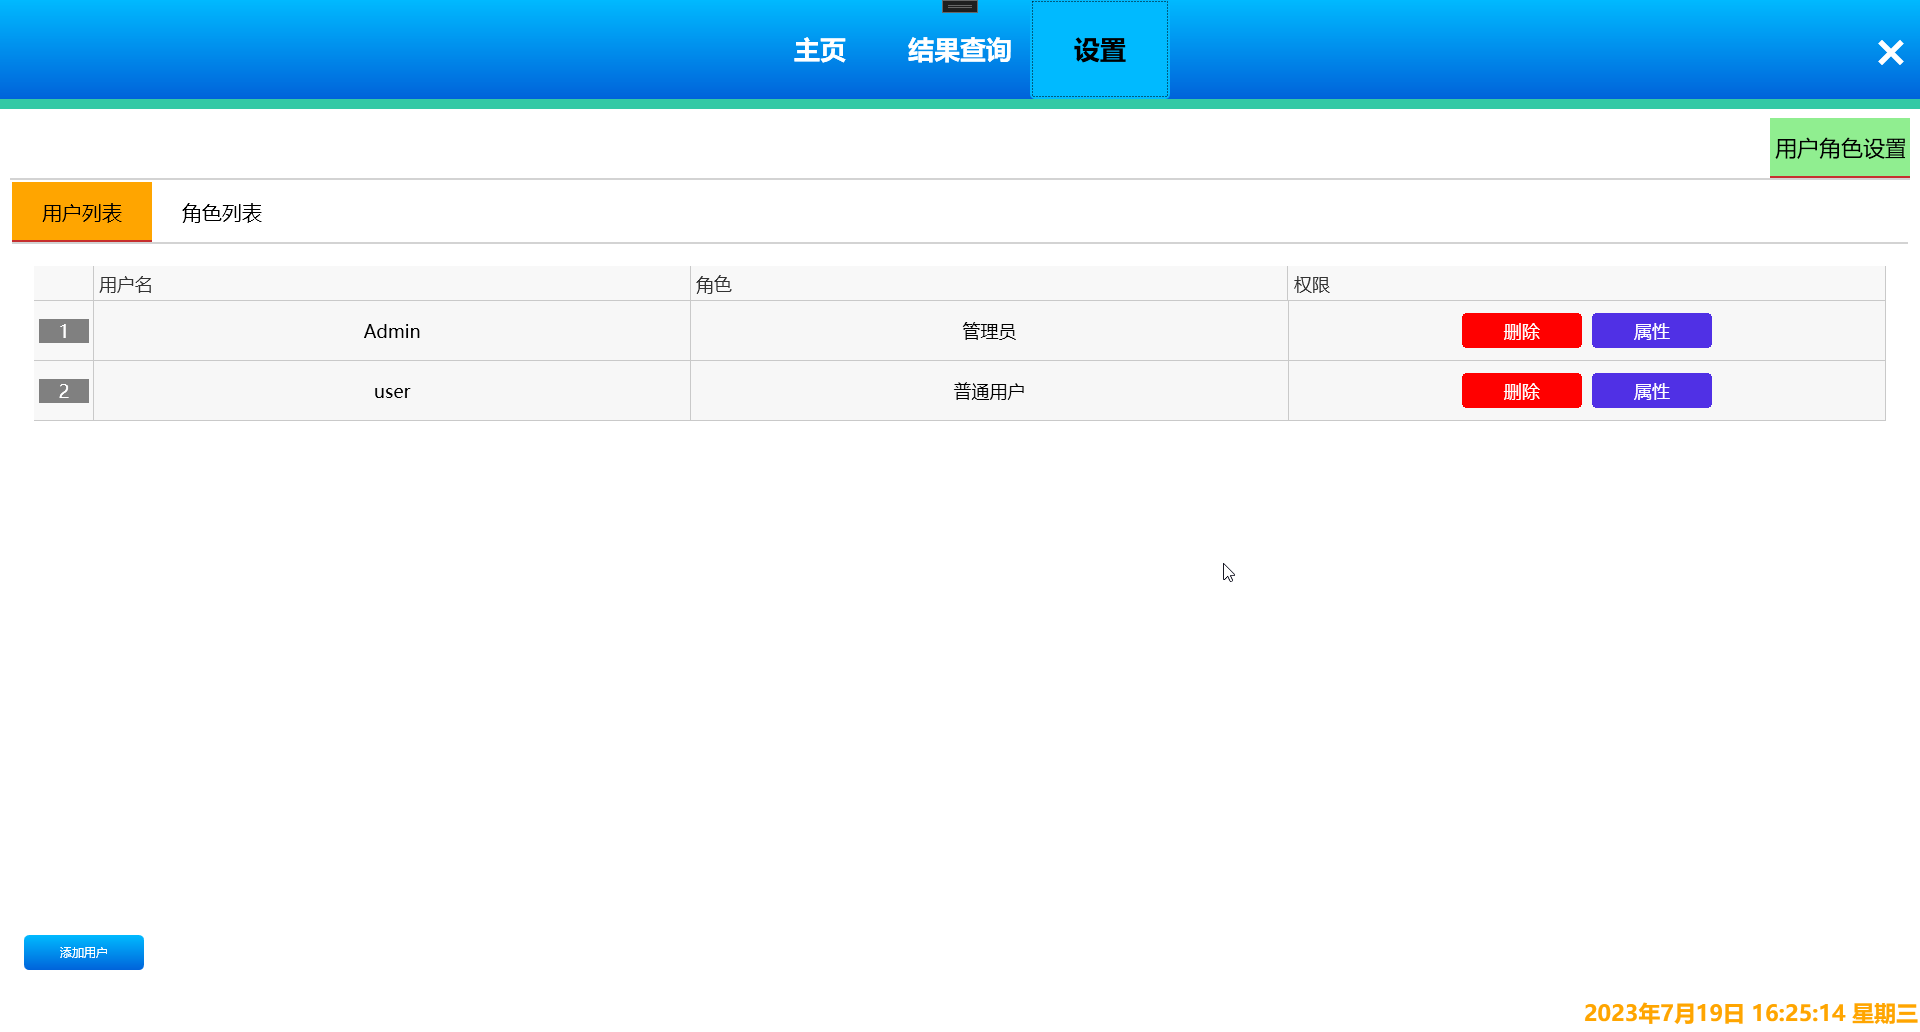 主页 结果查询 设置
用户角色设置
用户列表 角色列表
用户名 角色 权限
1 Admin 管理员 删除 属性
2 user 普通用户 删除 属性
添加用户
2023年7月19日 16:25:14 星期三